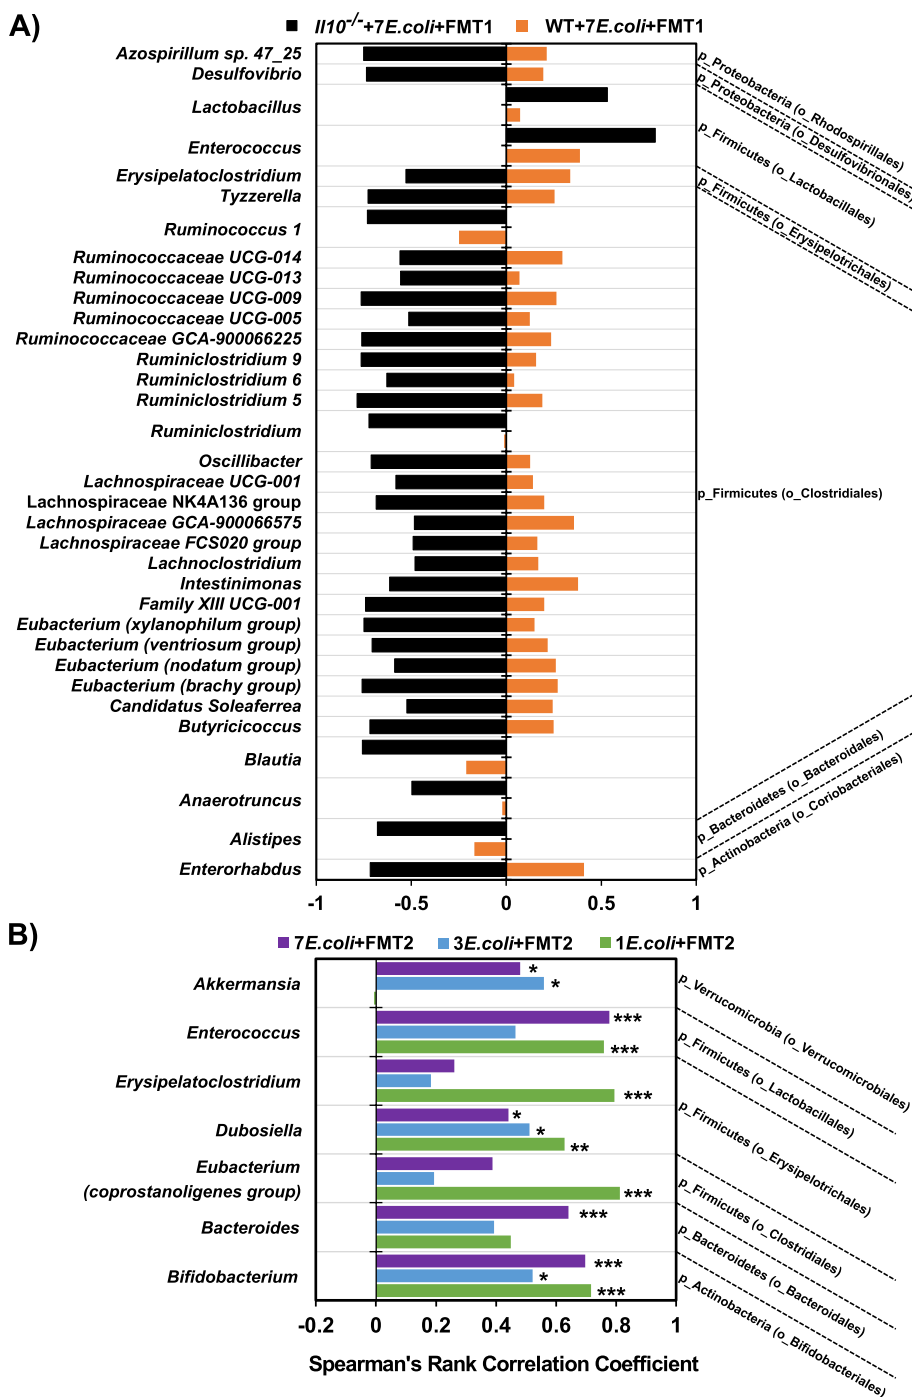 A)
Il10-/-+7E.coli+FMT1 WT+7E.coli+FMT1
Azospirillum sp. 47_25
Desulfovibrio
Lactobacillus
Enterococcus
Erysipelatoclostridium
Tyzzerella
Ruminococcus 1
Ruminococcaceae UCG-014
Ruminococcaceae UCG-013
Ruminococcaceae UCG-009
Ruminococcaceae UCG-005
Ruminococcaceae GCA-900066225
Ruminiclostridium 9
Ruminiclostridium 6
Ruminiclostridium 5
Ruminiclostridium
Oscillibacter
Lachnospiraceae UCG-001
Lachnospiraceae NK4A136 group
Lachnospiraceae GCA-900066575
Lachnospiraceae FCS020 group
Lachnoclostridium
Intestinimonas
Family XIII UCG-001
Eubacterium (xylanophilum group)
Eubacterium (ventriosum group)
Eubacterium (nodatum group)
Eubacterium (brachy group)
Candidatus Soleaferrea
Butyricicoccus
Blautia
Anaerotruncus
Alistipes
Enterorhabdus
p_Proteobacteria (o_Rhodospirillales)
p_Proteobacteria (o_Desulfovibrionales)
p_Firmicutes (o_Lactobacillales)
p_Firmicutes (o_Erysipelotrichales)
p_Firmicutes (o_Clostridiales)
p_Bacteroidetes (o_Bacteroidales)
p_Actinobacteria (o_Coriobacteriales)
-1 -0.5 0 0.5 1
B)
7E.coli+FMT2 3E.coli+FMT2 1E.coli+FMT2
Akkermansia
*
*
Enterococcus
***
***
Erysipelatoclostridium
***
Dubosiella
*
*
**
Eubacterium
(coprostanoligenes group)
***
Bacteroides
***
Bifidobacterium
***
*
***
p_Verrucomicrobia (o_Verrucomicrobiales)
p_Firmicutes (o_Lactobacillales)
p_Firmicutes (o_Erysipelotrichales)
p_Firmicutes (o_Clostridiales)
p_Bacteroidetes (o_Bacteroidales)
p_Actinobacteria (o_Bifidobacteriales)
-0.2 0 0.2 0.4 0.6 0.8 1
Spearman's Rank Correlation Coefficient